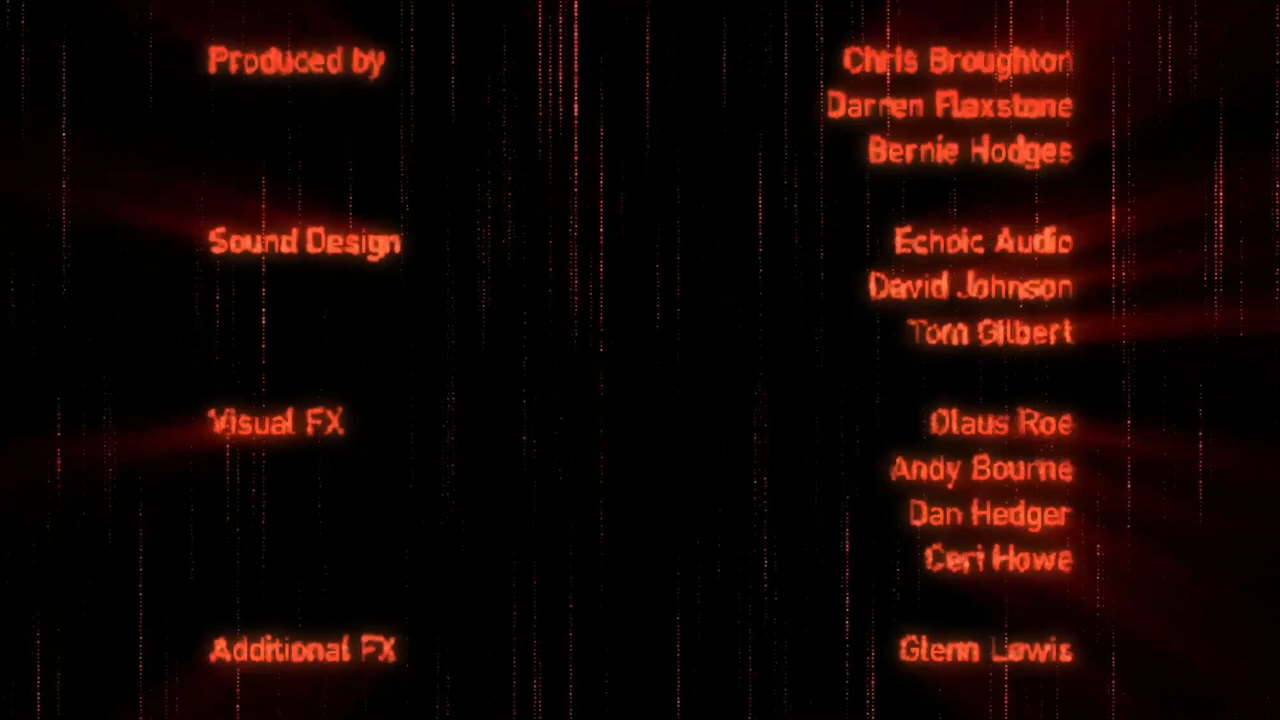 Produced by Chris Broughton
Darren Flaxstone
Bernie Hodges
Sound Design Echoic Audio
David Johnson
Tom Gilbert
Visual FX Olaus Roe
Andy Bourne
Dan Hedger
Ceri Howe
Additional FX Glenn Lewis